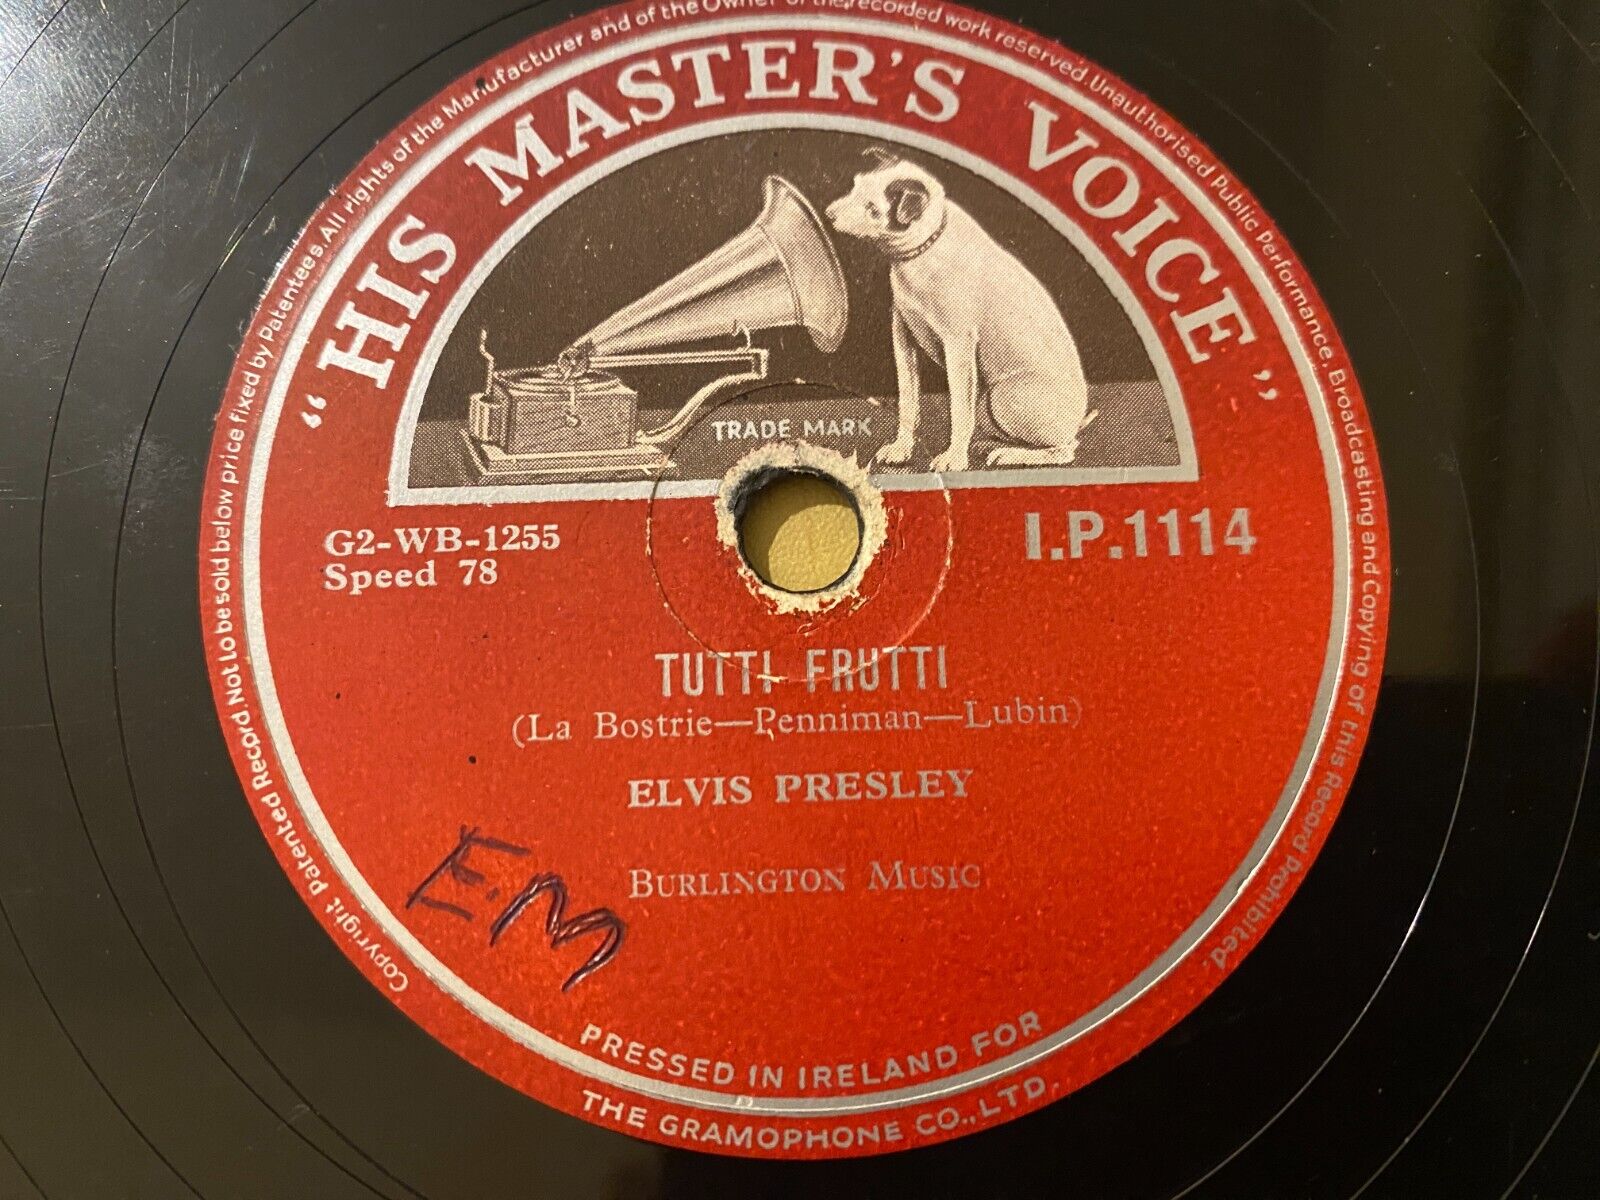 Copyright patented Record. Not to be sold below price fixed by Patentees. All rights of the Manufacturer and of the Owner of the recorded work reserved. Unauthorised Public Performance, Broadcasting and Copying of this Record Prohibited.
“HIS MASTER'S VOICE”
TRADE MARK
G2-WB-1255
Speed 78
I.P.1114
TUTTI FRUTTI
(La Bostrie—Penniman—Lubin)
ELVIS PRESLEY
BURLINGTON MUSIC
E.M
PRESSED IN IRELAND FOR
THE GRAMOPHONE CO., LTD.